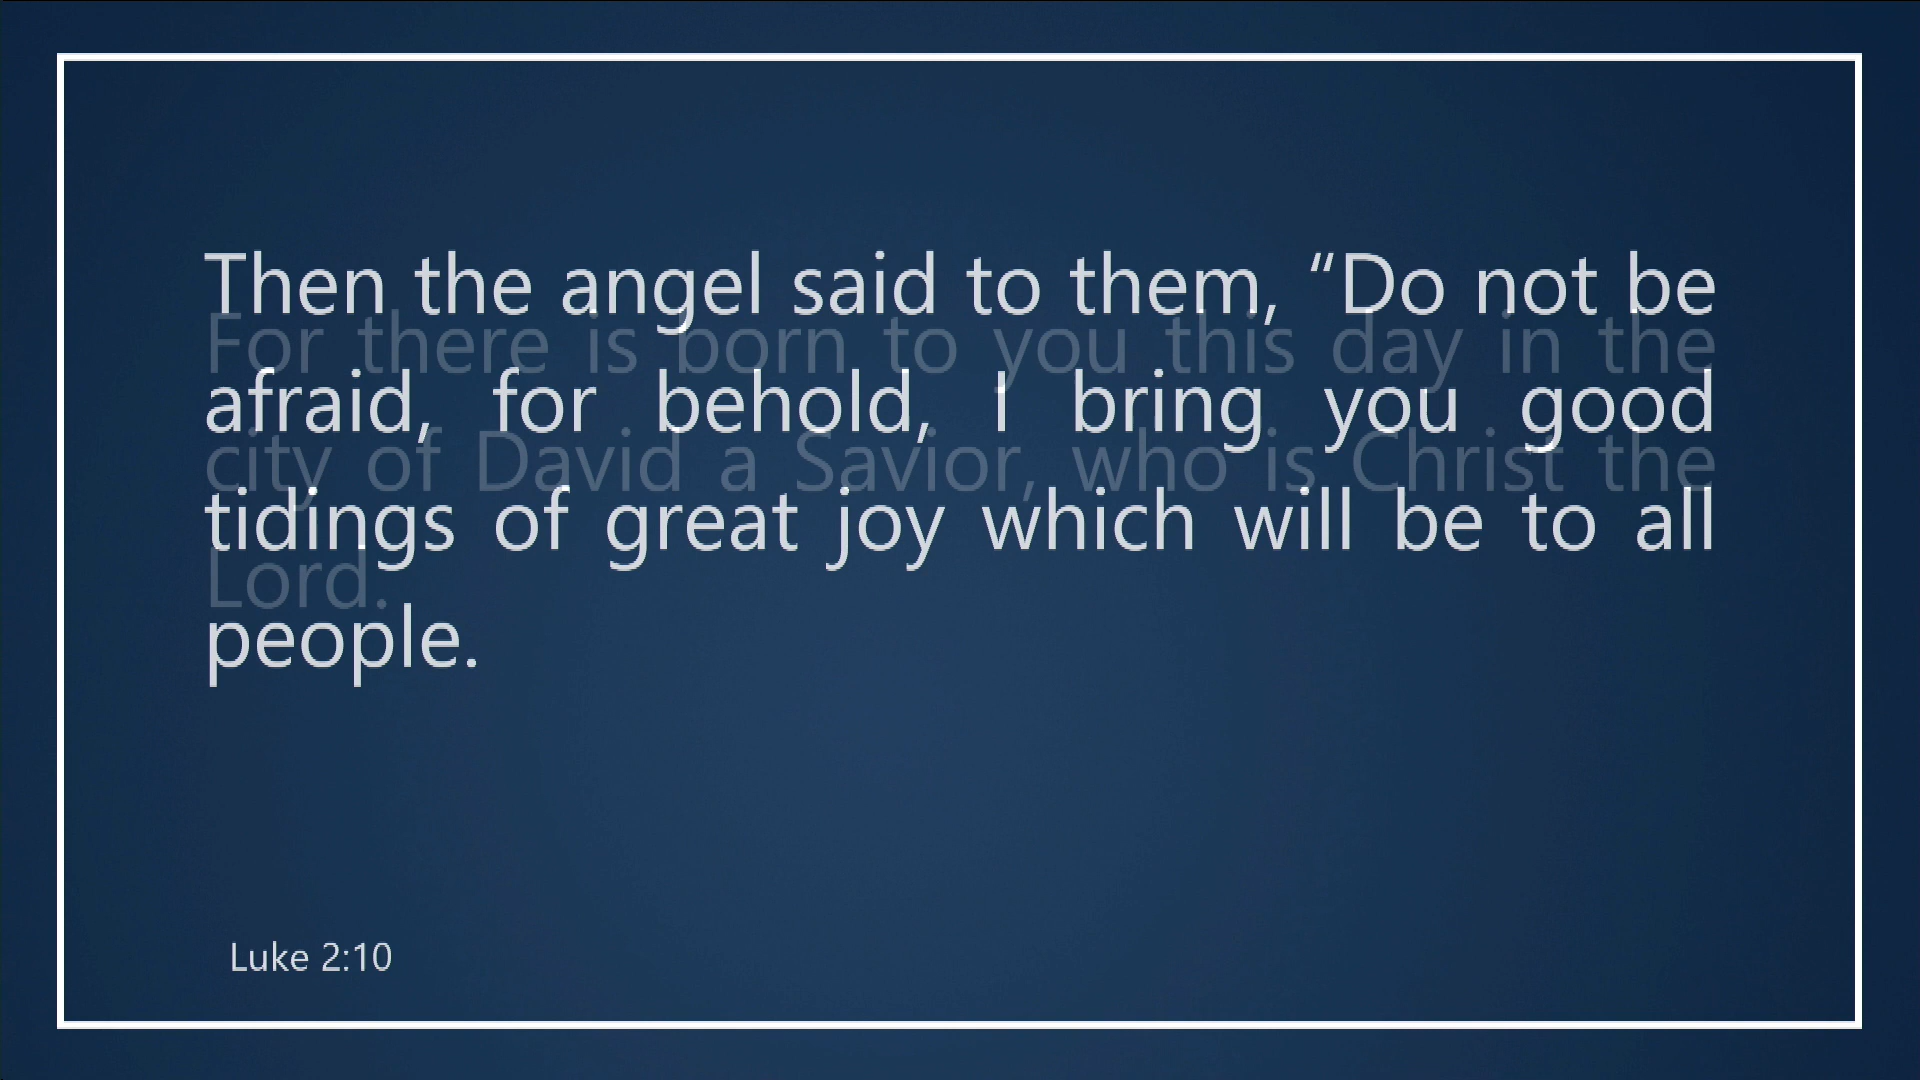 Then the angel said to them, “Do not be
For there is born to you this day in the
afraid, for behold, I bring you good
city of David a Savior, who is Christ the
tidings of great joy which will be to all
Lord.
people.
Luke 2:10